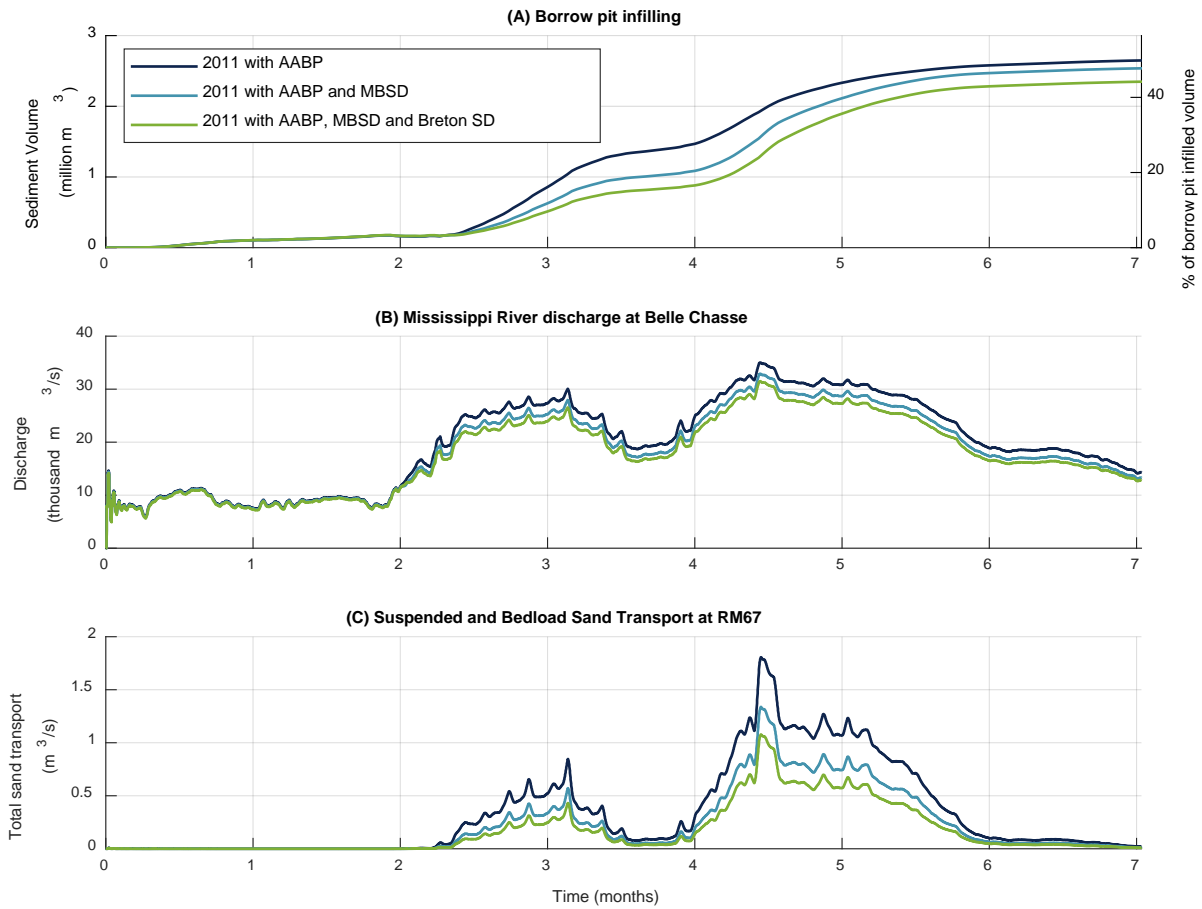 (A) Borrow pit infilling
3
2
1
0
Sediment Volume
(million m 3 )
2011 with AABP
2011 with AABP and MBSD
2011 with AABP, MBSD and Breton SD
40
20
0
% of borrow pit infilled volume
0 1 2 3 4 5 6 7
(B) Mississippi River discharge at Belle Chasse
40
30
20
10
0
Discharge
(thousand m 3 /s)
0 1 2 3 4 5 6 7
(C) Suspended and Bedload Sand Transport at RM67
2
1.5
1
0.5
0
Total sand transport
(m 3 /s)
0 1 2 3 4 5 6 7
Time (months)